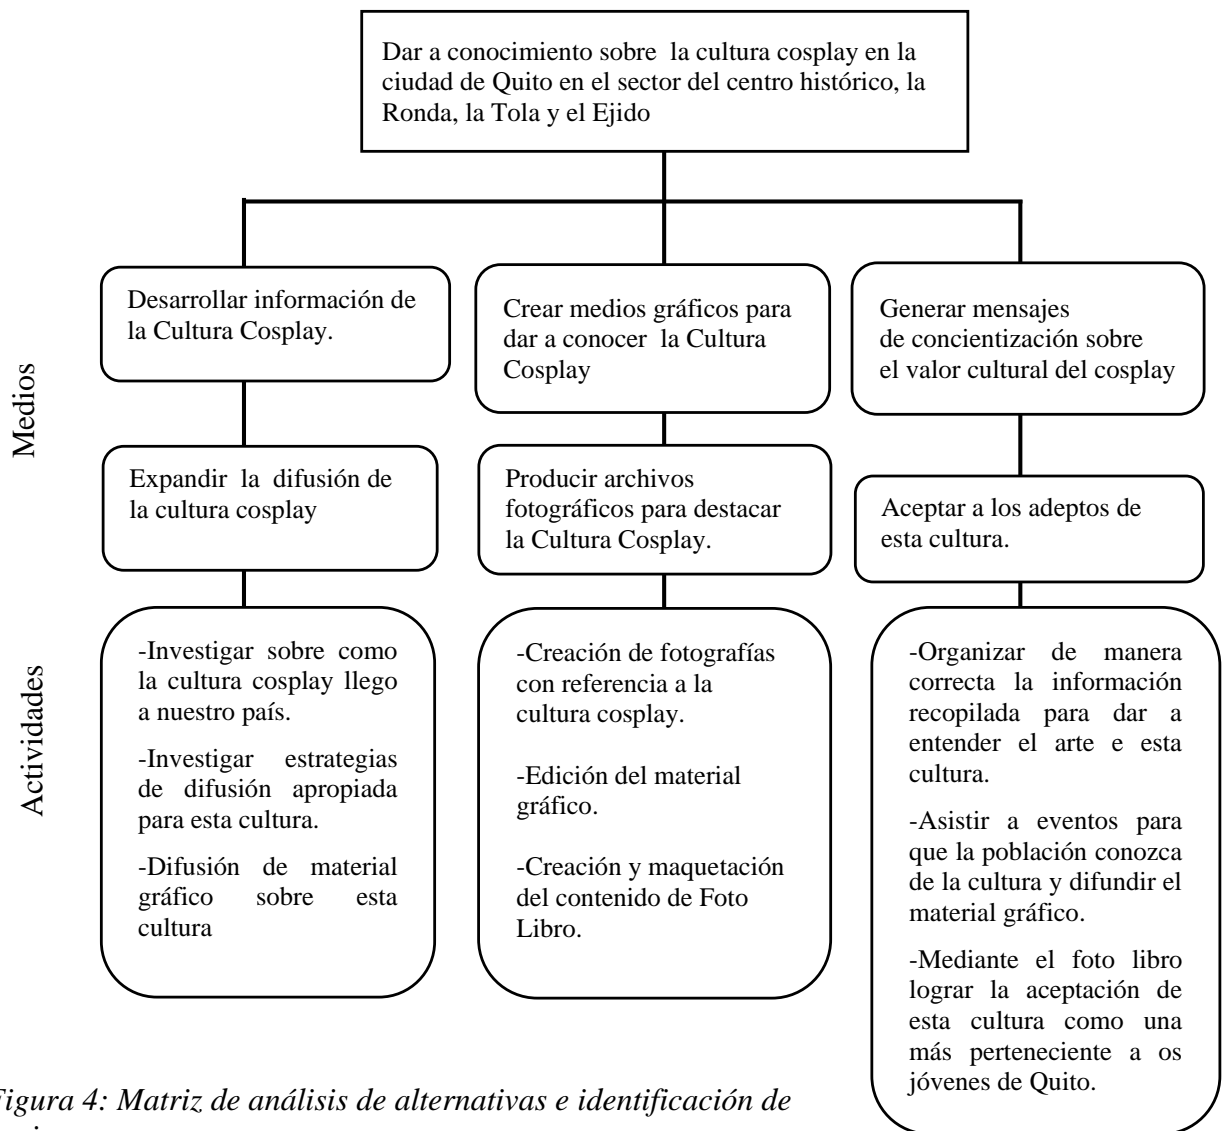 Dar a conocimiento sobre la cultura cosplay en la
ciudad de Quito en el sector del centro histórico, la
Ronda, la Tola y el Ejido
Medios
Desarrollar información de
la Cultura Cosplay.
Crear medios gráficos para
dar a conocer la Cultura
Cosplay
Generar mensajes
de concientización sobre
el valor cultural del cosplay
Expandir la difusión de
la cultura cosplay
Producir archivos
fotográficos para destacar
la Cultura Cosplay.
Aceptar a los adeptos de
esta cultura.
Actividades
-Investigar sobre como
la cultura cosplay llego
a nuestro país.
-Investigar estrategias
de difusión apropiada
para esta cultura.
-Difusión de material
gráfico sobre esta
cultura
-Creación de fotografías
con referencia a la
cultura cosplay.
-Edición del material
gráfico.
-Creación y maquetación
del contenido de Foto
Libro.
-Organizar de manera
correcta la información
recopilada para dar a
entender el arte e esta
cultura.
-Asistir a eventos para
que la población conozca
de la cultura y difundir el
material gráfico.
-Mediante el foto libro
lograr la aceptación de
esta cultura como una
más perteneciente a os
jóvenes de Quito.
Figura 4: Matriz de análisis de alternativas e identificación de